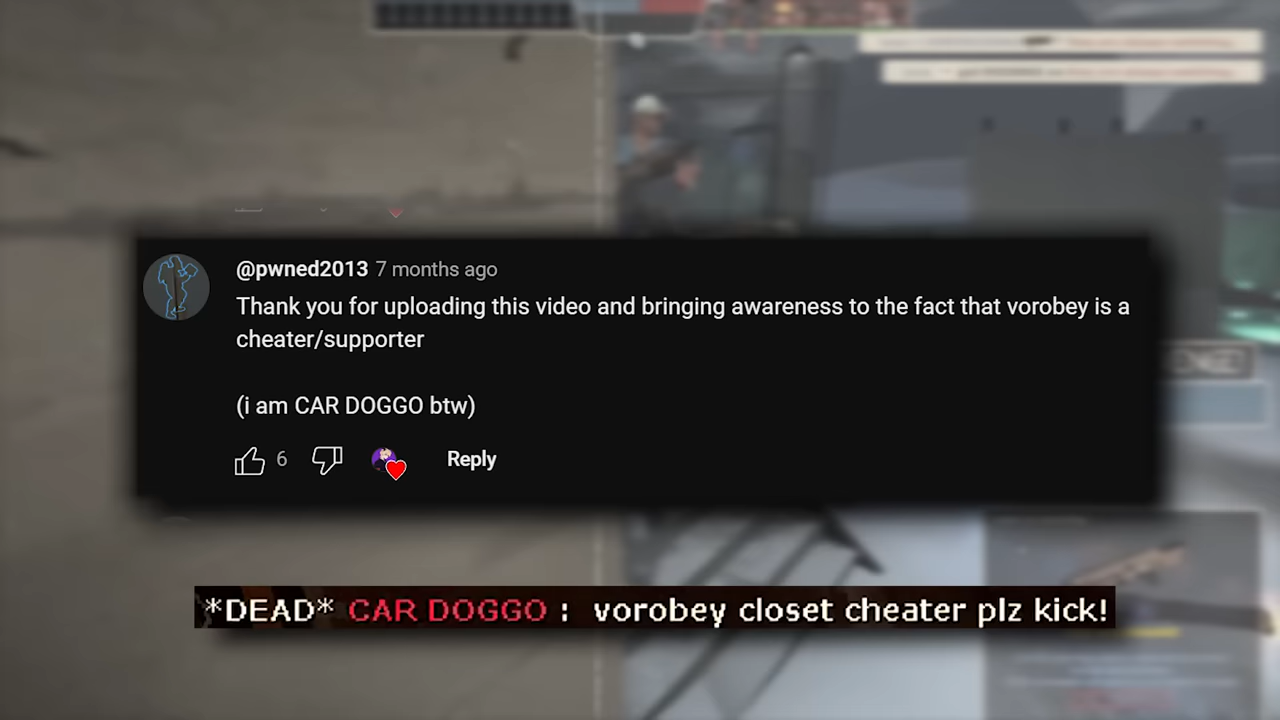 @pwned2013 7 months ago
Thank you for uploading this video and bringing awareness to the fact that vorobey is a
cheater/supporter
(i am CAR DOGGO btw)
6 Reply
*DEAD* CAR DOGGO : vorobey closet cheater plz kick!